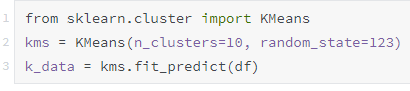 1 from sklearn.cluster import KMeans
2 kms = KMeans(n_clusters=10, random_state=123)
3 k_data = kms.fit_predict(df)